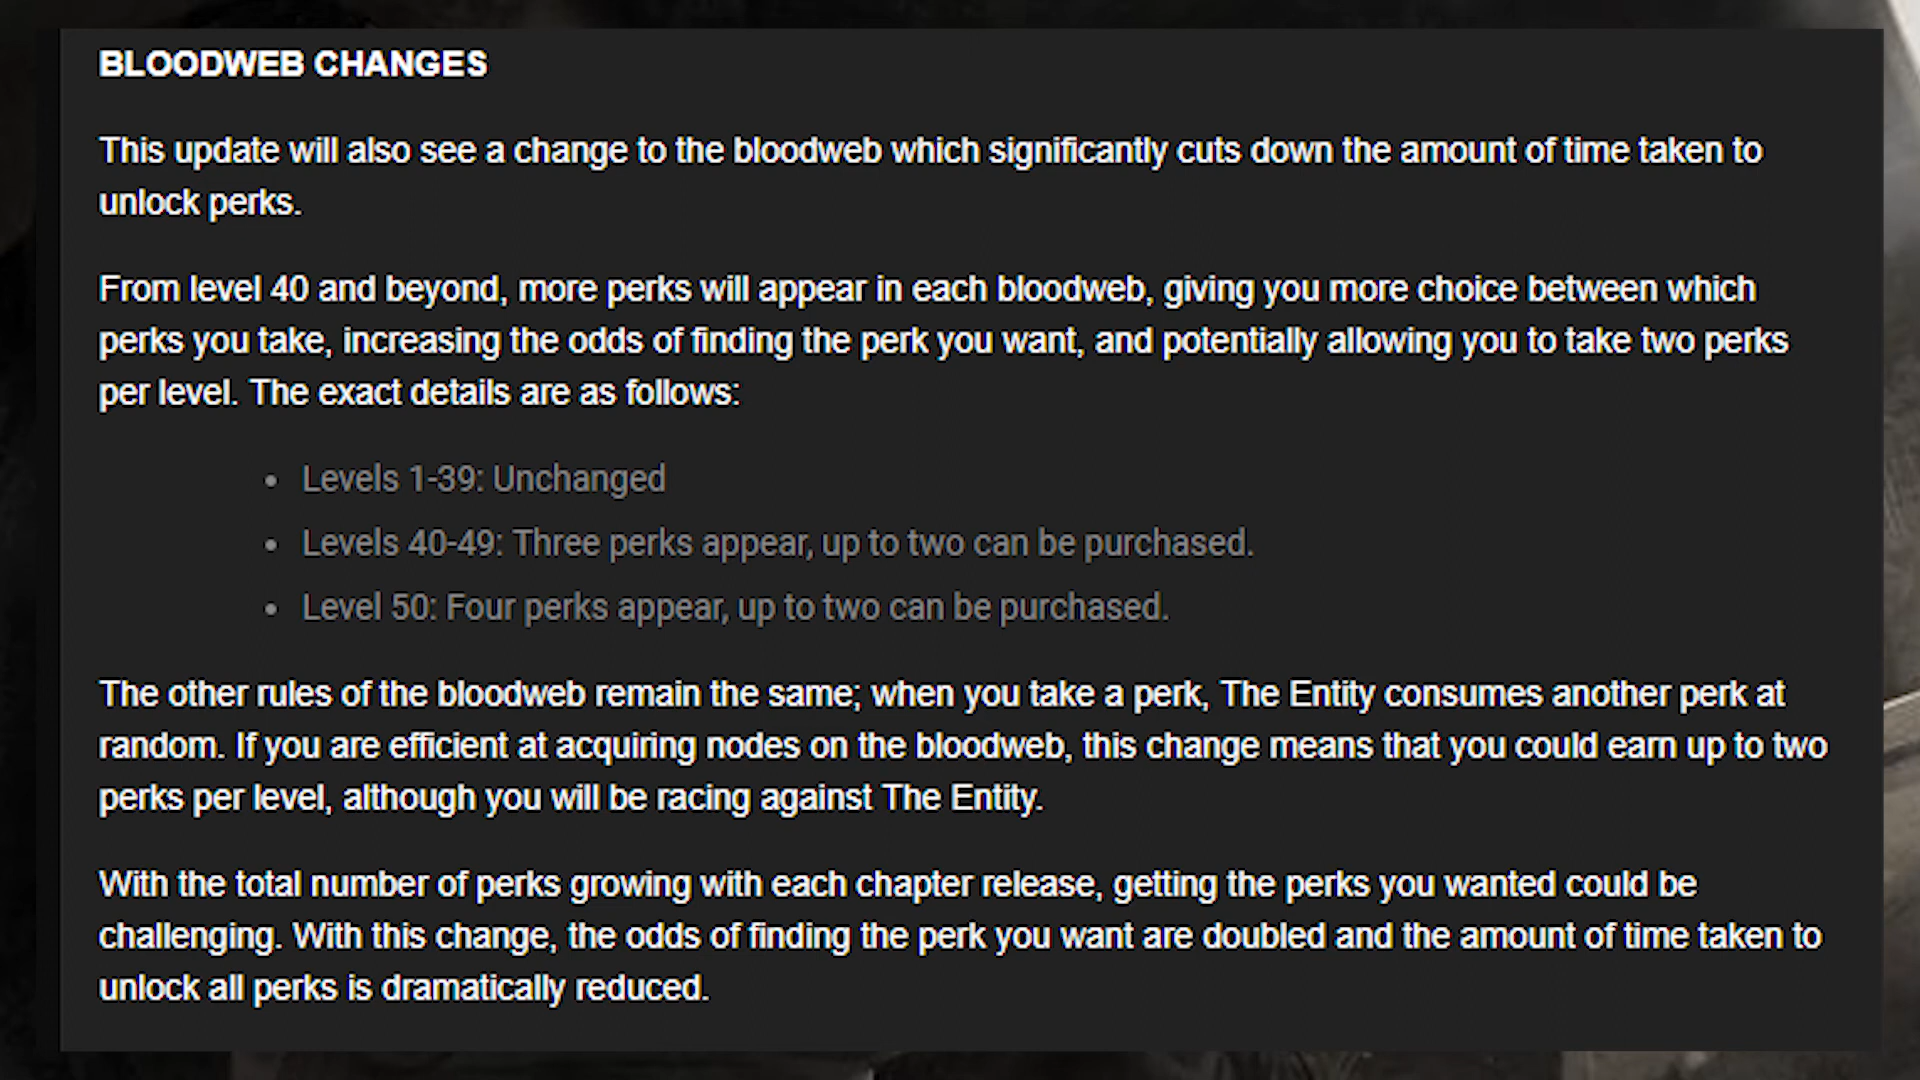 BLOODWEB CHANGES
This update will also see a change to the bloodweb which significantly cuts down the amount of time taken to
unlock perks.
From level 40 and beyond, more perks will appear in each bloodweb, giving you more choice between which
perks you take, increasing the odds of finding the perk you want, and potentially allowing you to take two perks
per level. The exact details are as follows:
• Levels 1-39: Unchanged
• Levels 40-49: Three perks appear, up to two can be purchased.
• Level 50: Four perks appear, up to two can be purchased.
The other rules of the bloodweb remain the same; when you take a perk, The Entity consumes another perk at
random. If you are efficient at acquiring nodes on the bloodweb, this change means that you could earn up to two
perks per level, although you will be racing against The Entity.
With the total number of perks growing with each chapter release, getting the perks you wanted could be
challenging. With this change, the odds of finding the perk you want are doubled and the amount of time taken to
unlock all perks is dramatically reduced.